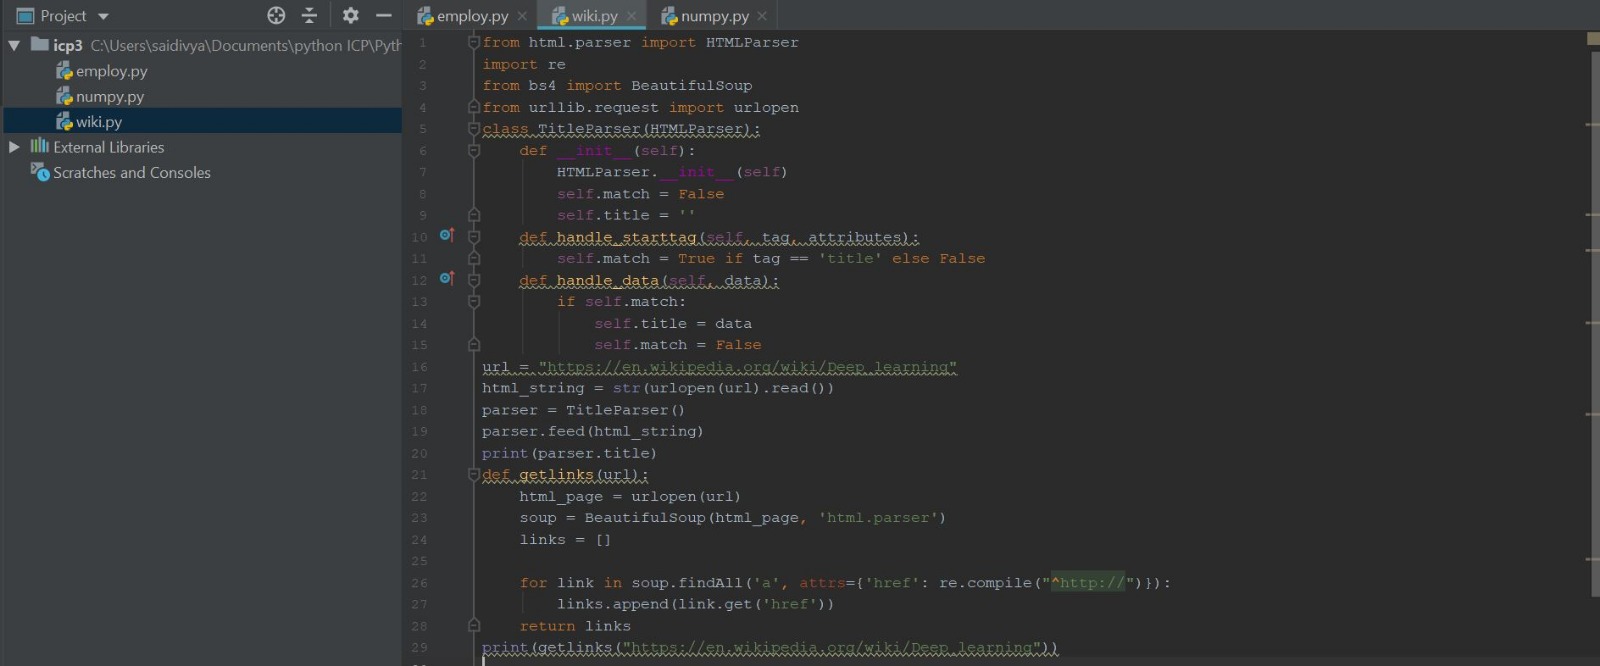 Project
employ.py
wiki.py
numpy.py
icp3 C:\Users\saidivya\Documents\python ICP\Pyth
employ.py
numpy.py
wiki.py
External Libraries
Scratches and Consoles
1 from html.parser import HTMLParser
2 import re
3 from bs4 import BeautifulSoup
4 from urllib.request import urlopen
5 class TitleParser(HTMLParser):
6     def __init__(self):
7         HTMLParser.__init__(self)
8         self.match = False
9         self.title = ''
10     def handle_starttag(self, tag, attributes):
11         self.match = True if tag == 'title' else False
12     def handle_data(self, data):
13         if self.match:
14             self.title = data
15             self.match = False
16 url = "https://en.wikipedia.org/wiki/Deep_learning"
17 html_string = str(urlopen(url).read())
18 parser = TitleParser()
19 parser.feed(html_string)
20 print(parser.title)
21 def getlinks(url):
22     html_page = urlopen(url)
23     soup = BeautifulSoup(html_page, 'html.parser')
24     links = []
25
26     for link in soup.findAll('a', attrs={'href': re.compile("^http://")}):
27         links.append(link.get('href'))
28     return links
29 print(getlinks("https://en.wikipedia.org/wiki/Deep_learning"))